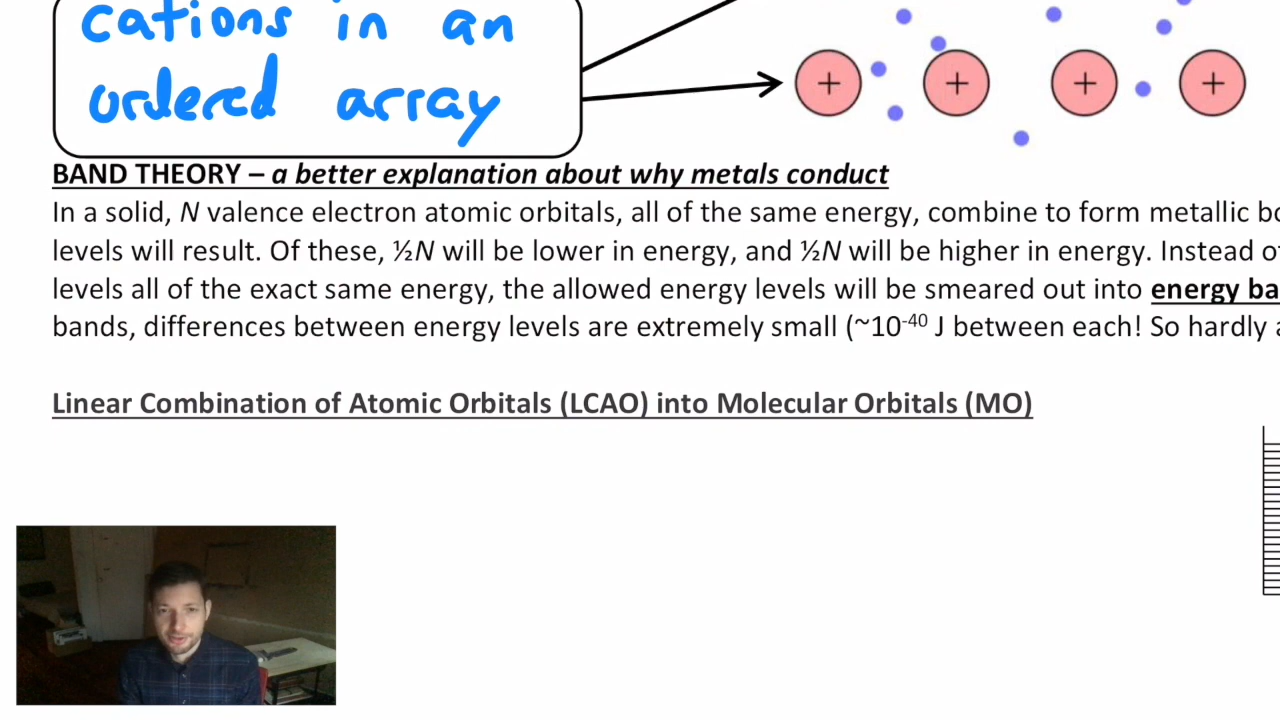 cations in an
ordered array
+ + + +
BAND THEORY – a better explanation about why metals conduct
In a solid, N valence electron atomic orbitals, all of the same energy, combine to form metallic
levels will result. Of these, ½N will be lower in energy, and ½N will be higher in energy. Instead
levels all of the exact same energy, the allowed energy levels will be smeared out into energy
bands, differences between energy levels are extremely small (~10⁻⁴⁰ J between each! So hardly
Linear Combination of Atomic Orbitals (LCAO) into Molecular Orbitals (MO)